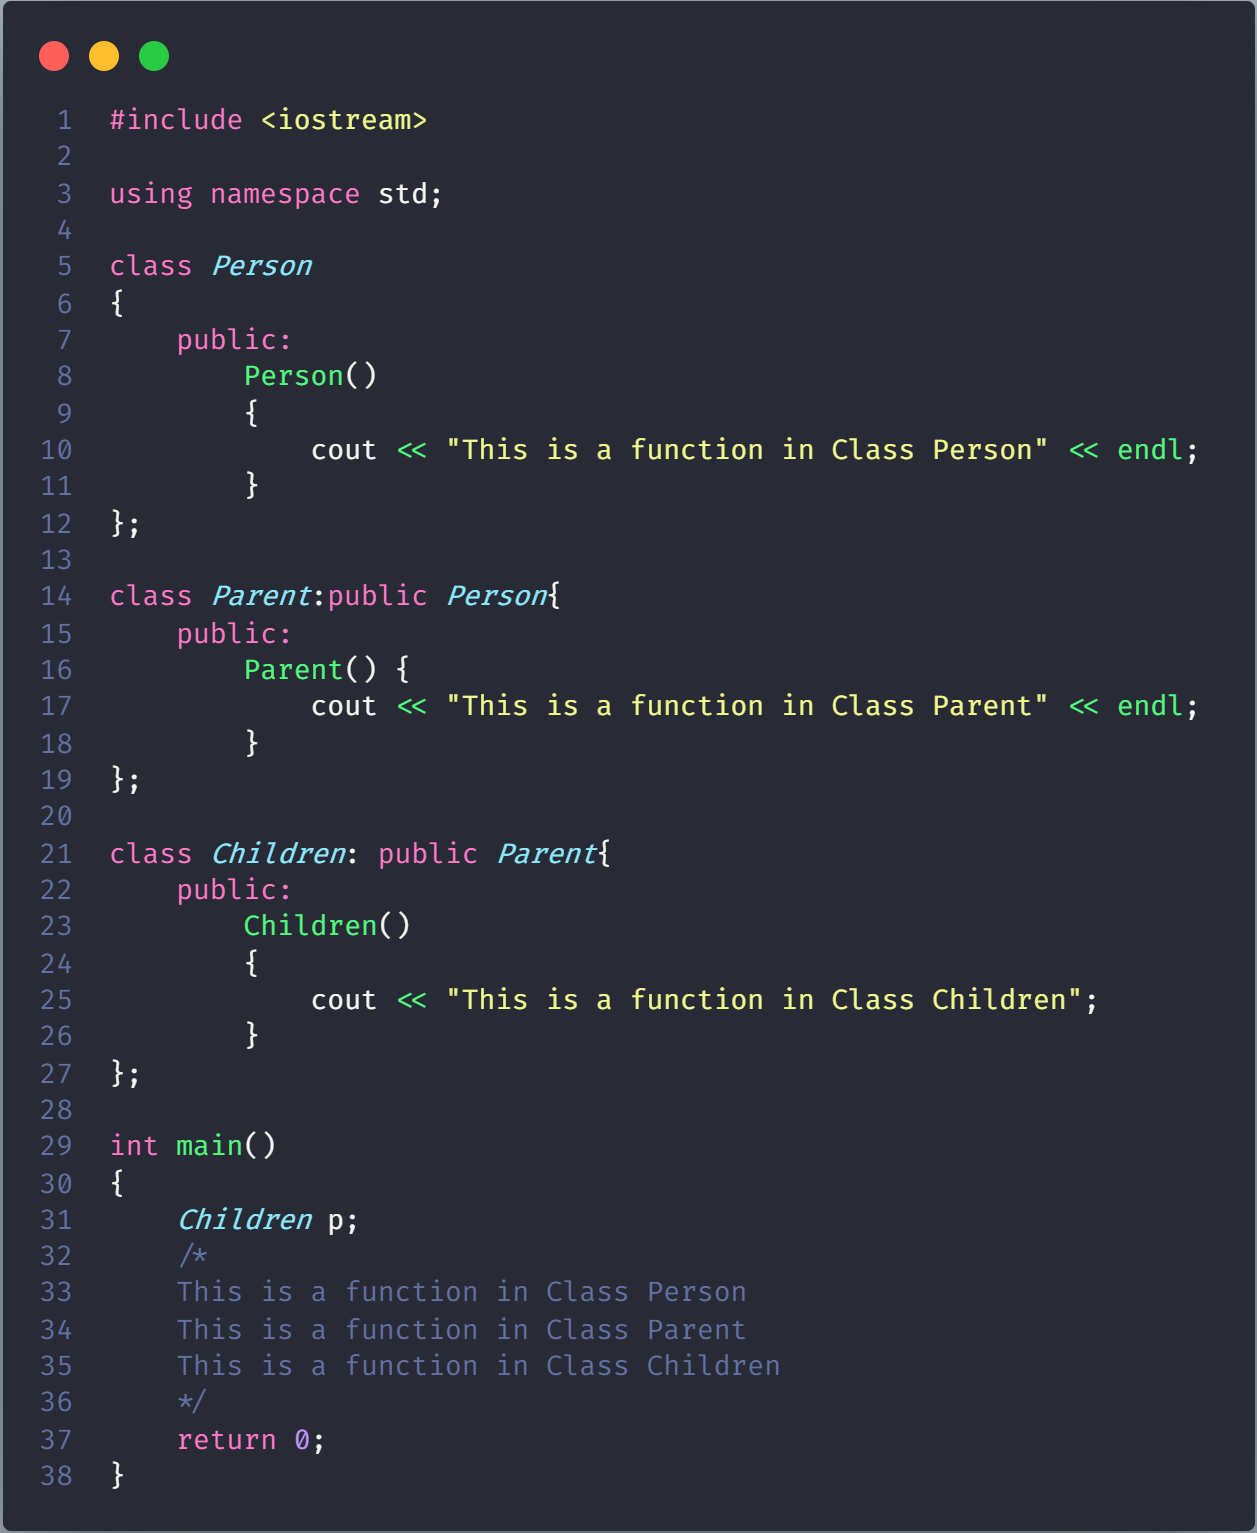 1 #include <iostream>
2
3 using namespace std;
4
5 class Person
6 {
7     public:
8         Person()
9         {
10             cout << "This is a function in Class Person" << endl;
11         }
12 };
13
14 class Parent:public Person{
15     public:
16         Parent() {
17             cout << "This is a function in Class Parent" << endl;
18         }
19 };
20
21 class Children: public Parent{
22     public:
23         Children()
24         {
25             cout << "This is a function in Class Children";
26         }
27 };
28
29 int main()
30 {
31     Children p;
32     /*
33     This is a function in Class Person
34     This is a function in Class Parent
35     This is a function in Class Children
36     */
37     return 0;
38 }